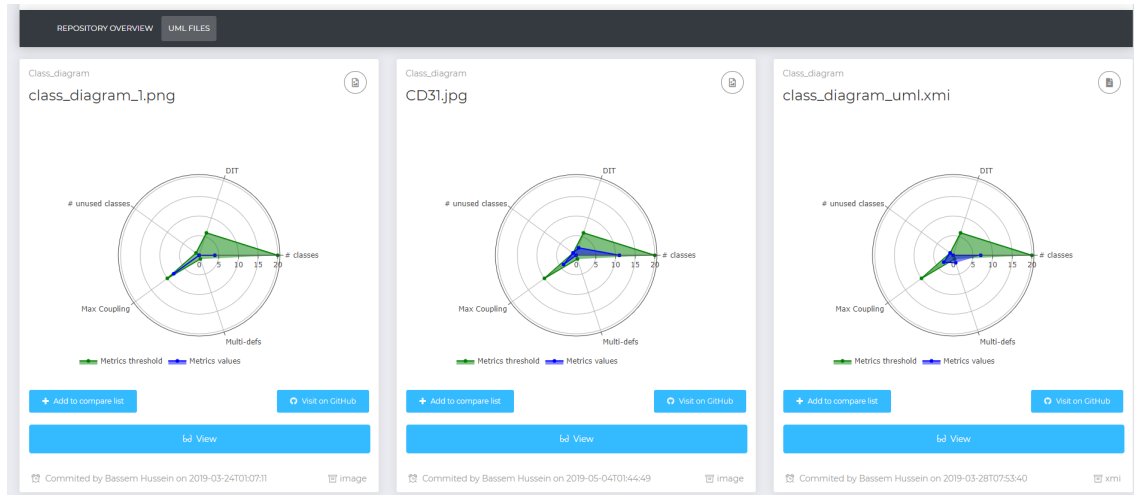 REPOSITORY OVERVIEW UML FILES
Class_diagram
class_diagram_1.png
DIT
# unused classes
# classes
0 5 10 15 20
Max Coupling
Multi-defs
Metrics threshold Metrics values
+ Add to compare list Visit on GitHub
View
Commited by Bassem Hussein on 2019-03-24T01:07:11 image
Class_diagram
CD31.jpg
DIT
# unused classes
# classes
0 5 10 15 20
Max Coupling
Multi-defs
Metrics threshold Metrics values
+ Add to compare list Visit on GitHub
View
Commited by Bassem Hussein on 2019-05-04T01:44:49 image
Class_diagram
class_diagram_uml.xmi
DIT
# unused classes
# classes
0 5 10 15 20
Max Coupling
Multi-defs
Metrics threshold Metrics values
+ Add to compare list Visit on GitHub
View
Commited by Bassem Hussein on 2019-03-28T07:53:40 xmi